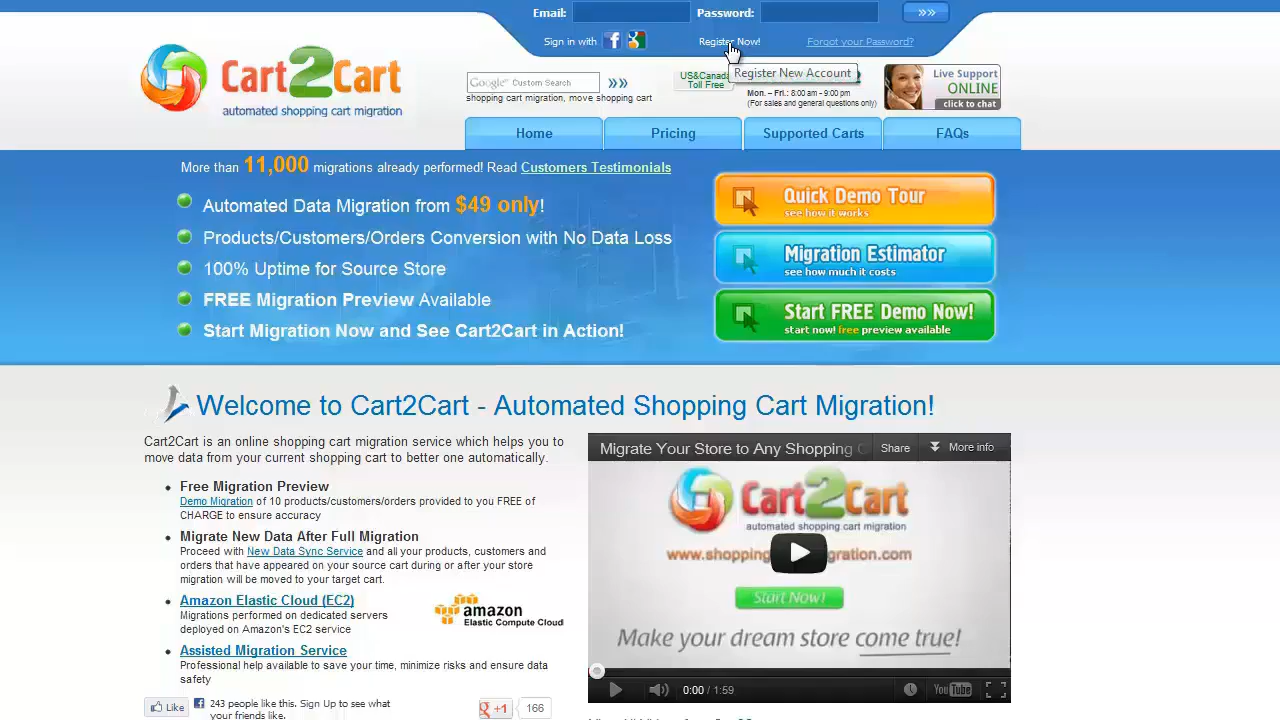 Email: Password: »»
Sign in with Register Now! Forgot your Password?
Register New Account
Cart2Cart
automated shopping cart migration
Google™ Custom Search »»
shopping cart migration, move shopping cart
US&Canada
Toll Free
Mon. – Fri.: 8:00 am - 9:00 pm
(For sales and general questions only)
Live Support
ONLINE
click to chat
Home Pricing Supported Carts FAQs
More than 11,000 migrations already performed! Read Customers Testimonials
Automated Data Migration from $49 only!
Products/Customers/Orders Conversion with No Data Loss
100% Uptime for Source Store
FREE Migration Preview Available
Start Migration Now and See Cart2Cart in Action!
Quick Demo Tour
see how it works
Migration Estimator
see how much it costs
Start FREE Demo Now!
start now! free preview available
Welcome to Cart2Cart - Automated Shopping Cart Migration!
Cart2Cart is an online shopping cart migration service which helps you to
move data from your current shopping cart to better one automatically.
Free Migration Preview
Demo Migration of 10 products/customers/orders provided to you FREE of
CHARGE to ensure accuracy
Migrate New Data After Full Migration
Proceed with New Data Sync Service and all your products, customers and
orders that have appeared on your source cart during or after your store
migration will be moved to your target cart.
Amazon Elastic Cloud (EC2)
Migrations performed on dedicated servers
deployed on Amazon's EC2 service
amazon
Elastic Compute Cloud
Assisted Migration Service
Professional help available to save your time, minimize risks and ensure data
safety
Like 243 people like this. Sign Up to see what
your friends like.
+1 166
Migrate Your Store to Any Shopping C Share More info
Cart2Cart
automated shopping cart migration
www.shopping ration.com
Start Now!
Make your dream store come true!
0:00 / 1:59 YouTube